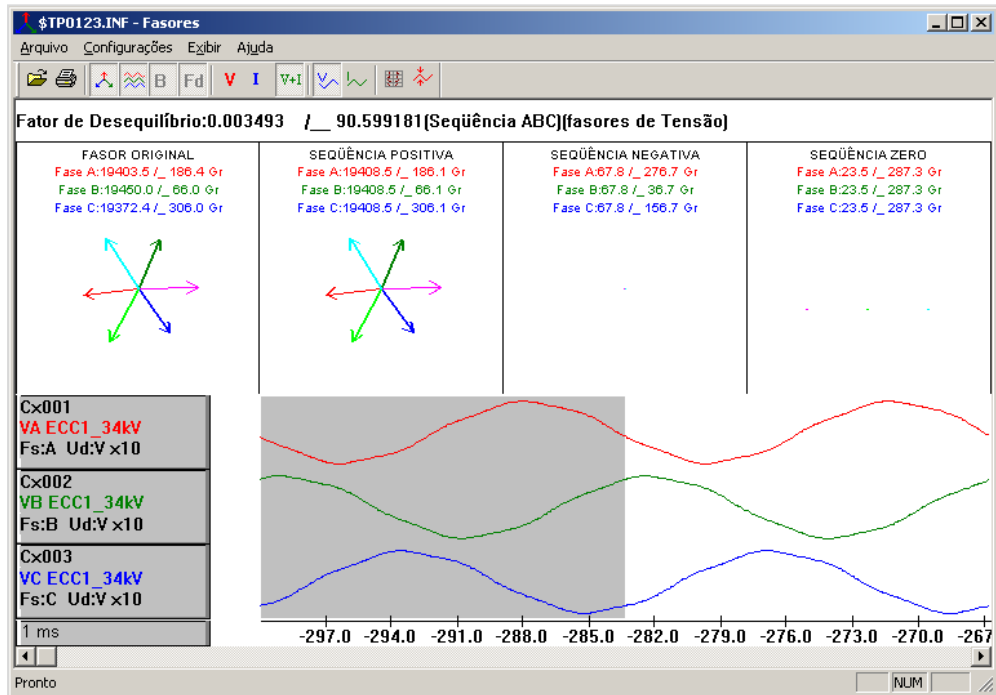 $TP0123.INF - Fasores
Arquivo Configurações Exibir Ajuda
B Fd V I V+I
Fator de Desequilíbrio:0.003493 /__ 90.599181(Seqüência ABC)(fasores de Tensão)
FASOR ORIGINAL
Fase A:19403.5 /_ 186.4 Gr
Fase B:19450.0 /_ 66.0 Gr
Fase C:19372.4 /_ 306.0 Gr
SEQÜÊNCIA POSITIVA
Fase A:19408.5 /_ 186.1 Gr
Fase B:19408.5 /_ 66.1 Gr
Fase C:19408.5 /_ 306.1 Gr
SEQÜÊNCIA NEGATIVA
Fase A:67.8 /_ 276.7 Gr
Fase B:67.8 /_ 36.7 Gr
Fase C:67.8 /_ 156.7 Gr
SEQÜÊNCIA ZERO
Fase A:23.5 /_ 287.3 Gr
Fase B:23.5 /_ 287.3 Gr
Fase C:23.5 /_ 287.3 Gr
Cx001
VA ECC1_34kV
Fs:A Ud:V x10
Cx002
VB ECC1_34kV
Fs:B Ud:V x10
Cx003
VC ECC1_34kV
Fs:C Ud:V x10
1 ms
-297.0 -294.0 -291.0 -288.0 -285.0 -282.0 -279.0 -276.0 -273.0 -270.0 -267
Pronto
NUM